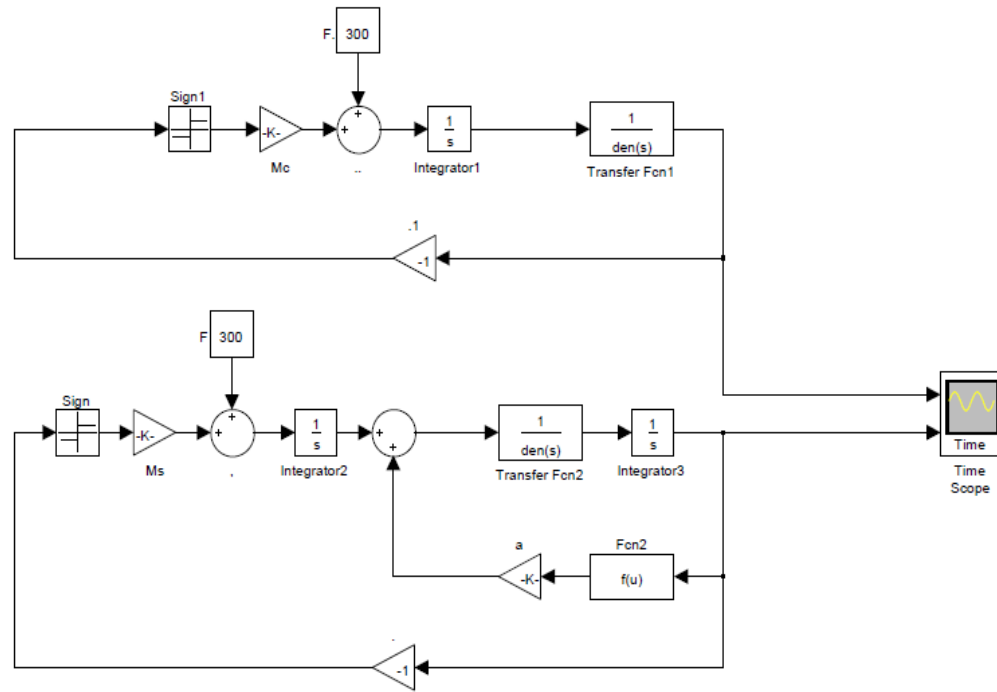 F. 300
Sign1
-K-
Mc
+
+
..
1
s
Integrator1
1
den(s)
Transfer Fcn1
.1
-1
F 300
Sign
-K-
Ms
+
+
.
1
s
Integrator2
+
+
1
den(s)
Transfer Fcn2
1
s
Integrator3
Time
Time
Scope
a
-K-
Fcn2
f(u)
.
-1